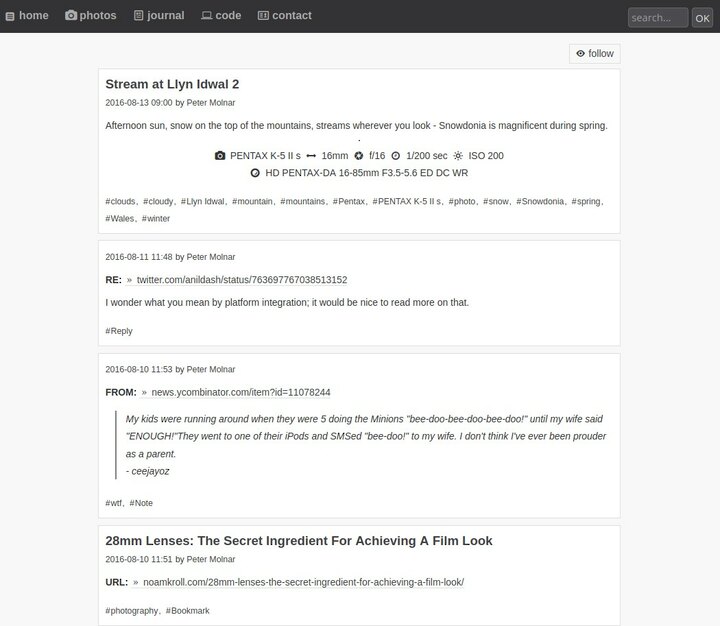 home photos journal code contact search... OK
follow
Stream at Llyn Idwal 2
2016-08-13 09:00 by Peter Molnar
Afternoon sun, snow on the top of the mountains, streams wherever you look - Snowdonia is magnificent during spring.
.
PENTAX K-5 II s 16mm f/16 1/200 sec ISO 200
HD PENTAX-DA 16-85mm F3.5-5.6 ED DC WR
#clouds, #cloudy, #Llyn Idwal, #mountain, #mountains, #Pentax, #PENTAX K-5 II s, #photo, #snow, #Snowdonia, #spring,
#Wales, #winter
2016-08-11 11:48 by Peter Molnar
RE: » twitter.com/anildash/status/763697767038513152
I wonder what you mean by platform integration; it would be nice to read more on that.
#Reply
2016-08-10 11:53 by Peter Molnar
FROM: » news.ycombinator.com/item?id=11078244
My kids were running around when they were 5 doing the Minions "bee-doo-bee-doo-bee-doo!" until my wife said
"ENOUGH!"They went to one of their iPods and SMSed "bee-doo!" to my wife. I don't think I've ever been prouder
as a parent.
- ceejayoz
#wtf, #Note
28mm Lenses: The Secret Ingredient For Achieving A Film Look
2016-08-10 11:51 by Peter Molnar
URL: » noamkroll.com/28mm-lenses-the-secret-ingredient-for-achieving-a-film-look/
#photography, #Bookmark